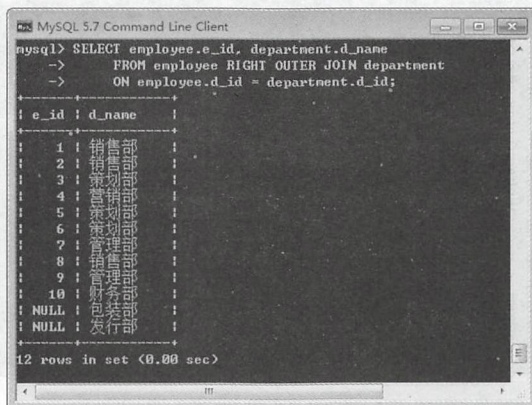 MySQL 5.7 Command Line Client
mysql> SELECT employee.e_id, department.d_name
    -> FROM employee RIGHT OUTER JOIN department
    -> ON employee.d_id = department.d_id;
+------+--------+
| e_id | d_name |
+------+--------+
| 1 | 销售部 |
| 2 | 销售部 |
| 3 | 策划部 |
| 4 | 营销部 |
| 5 | 策划部 |
| 6 | 策划部 |
| 7 | 管理部 |
| 8 | 销售部 |
| 9 | 管理部 |
| 10 | 财务部 |
| NULL | 包装部 |
| NULL | 发行部 |
+------+--------+
12 rows in set (0.00 sec)